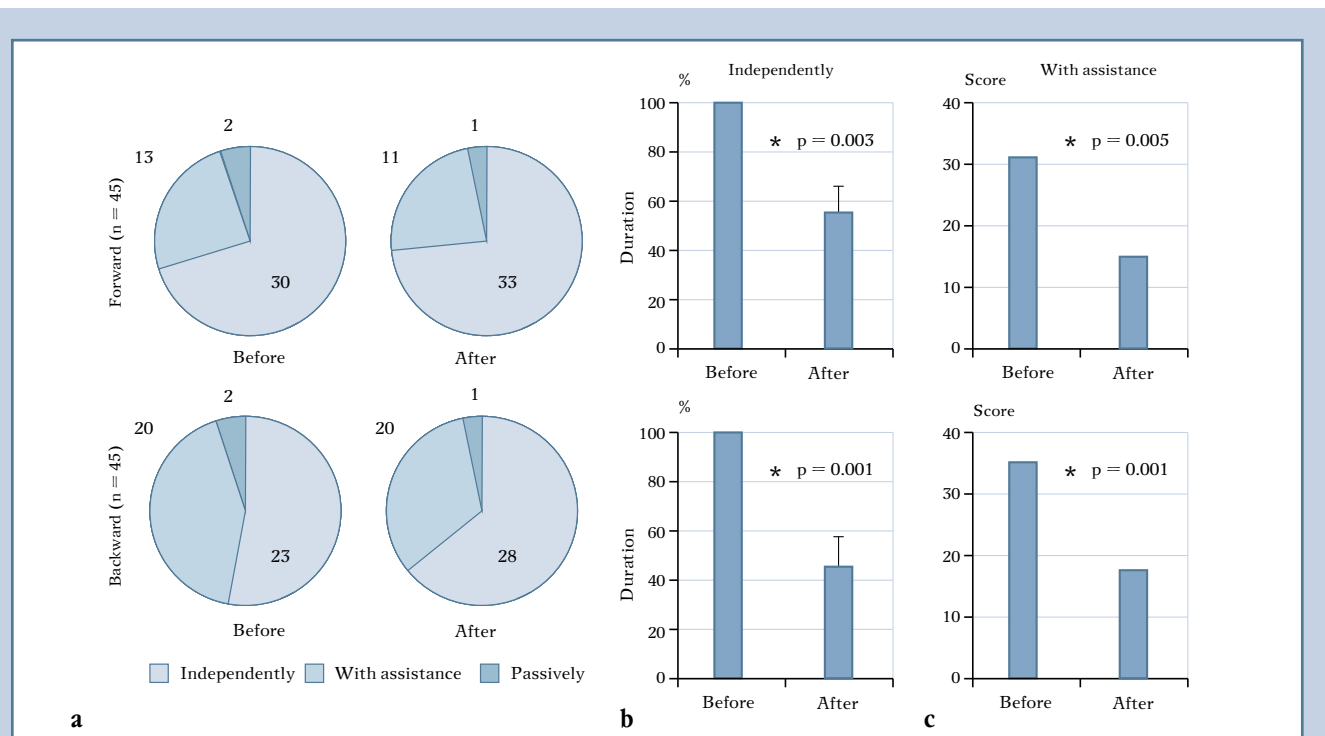 2
13
30
Before
1
11
33
After
Forward (n = 45)
2
20
23
Before
1
20
28
After
Backward (n = 45)
Independently
With assistance
Passively
a
%
Independently
100
80
60
40
20
0
Duration
* p = 0.003
Before
After
%
100
80
60
40
20
0
Duration
* p = 0.001
Before
After
b
Score
With assistance
40
30
20
10
0
* p = 0.005
Before
After
Score
40
30
20
10
0
* p = 0.001
Before
After
c